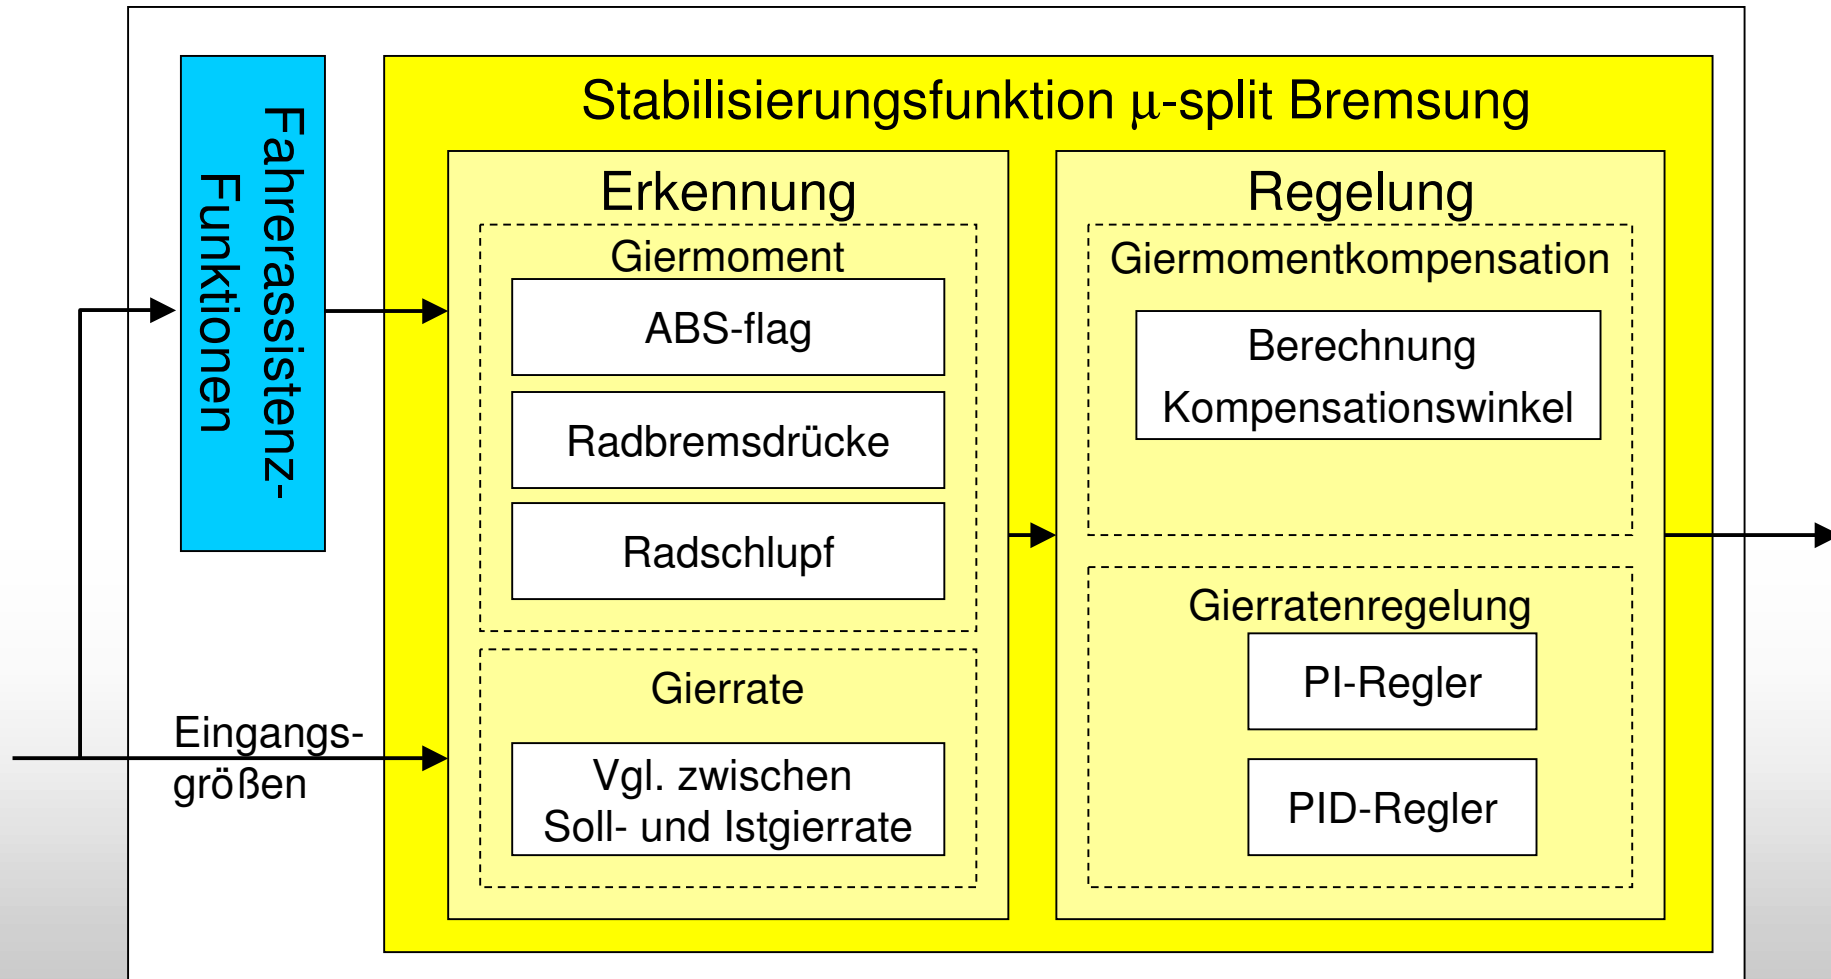 Fahrerassistenz-
Funktionen
Stabilisierungsfunktion μ-split Bremsung
Erkennung
Giermoment
ABS-flag
Radbremsdrücke
Radschlupf
Gierrate
Vgl. zwischen
Soll- und Istgierrate
Regelung
Giermomentkompensation
Berechnung
Kompensationswinkel
Gierratenregelung
PI-Regler
PID-Regler
Eingangs-
größen